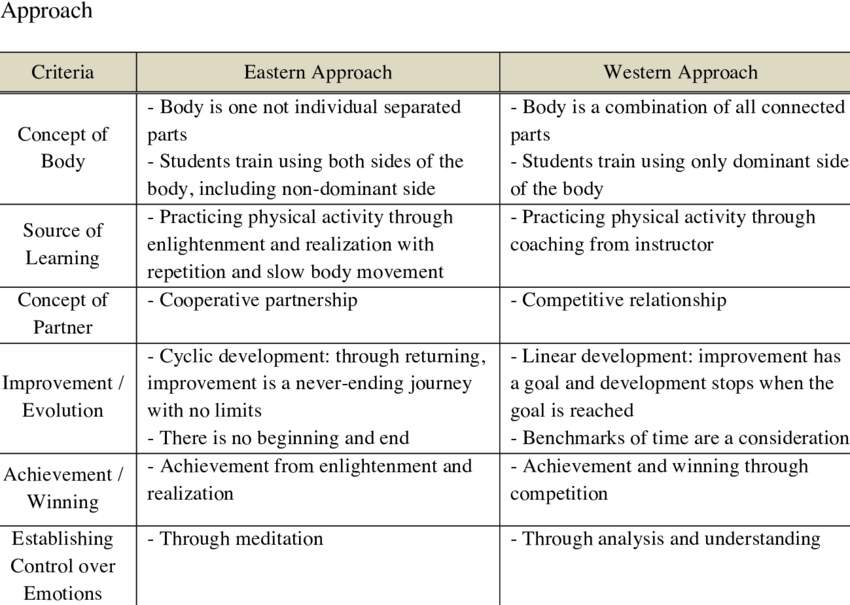 Approach
Criteria
Eastern Approach
Western Approach
Concept of
Body
- Body is one not individual separated
parts
- Students train using both sides of the
body, including non-dominant side
- Body is a combination of all connected
parts
- Students train using only dominant side
of the body
Source of
Learning
- Practicing physical activity through
enlightenment and realization with
repetition and slow body movement
- Practicing physical activity through
coaching from instructor
Concept of
Partner
- Cooperative partnership
- Competitive relationship
Improvement /
Evolution
- Cyclic development: through returning,
improvement is a never-ending journey
with no limits
- There is no beginning and end
- Linear development: improvement has
a goal and development stops when the
goal is reached
- Benchmarks of time are a consideration
Achievement /
Winning
- Achievement from enlightenment and
realization
- Achievement and winning through
competition
Establishing
Control over
Emotions
- Through meditation
- Through analysis and understanding